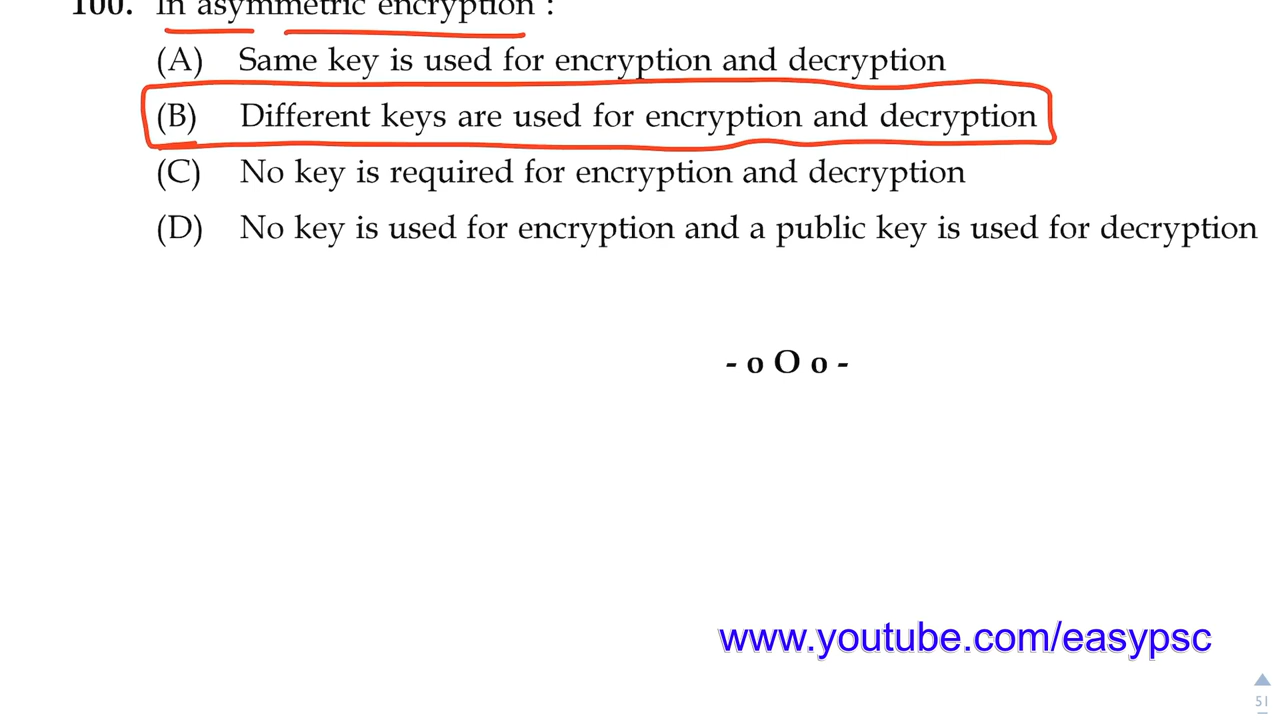 100. In asymmetric encryption :
(A) Same key is used for encryption and decryption
(B) Different keys are used for encryption and decryption
(C) No key is required for encryption and decryption
(D) No key is used for encryption and a public key is used for decryption
- o O o -
www.youtube.com/easypsc
51